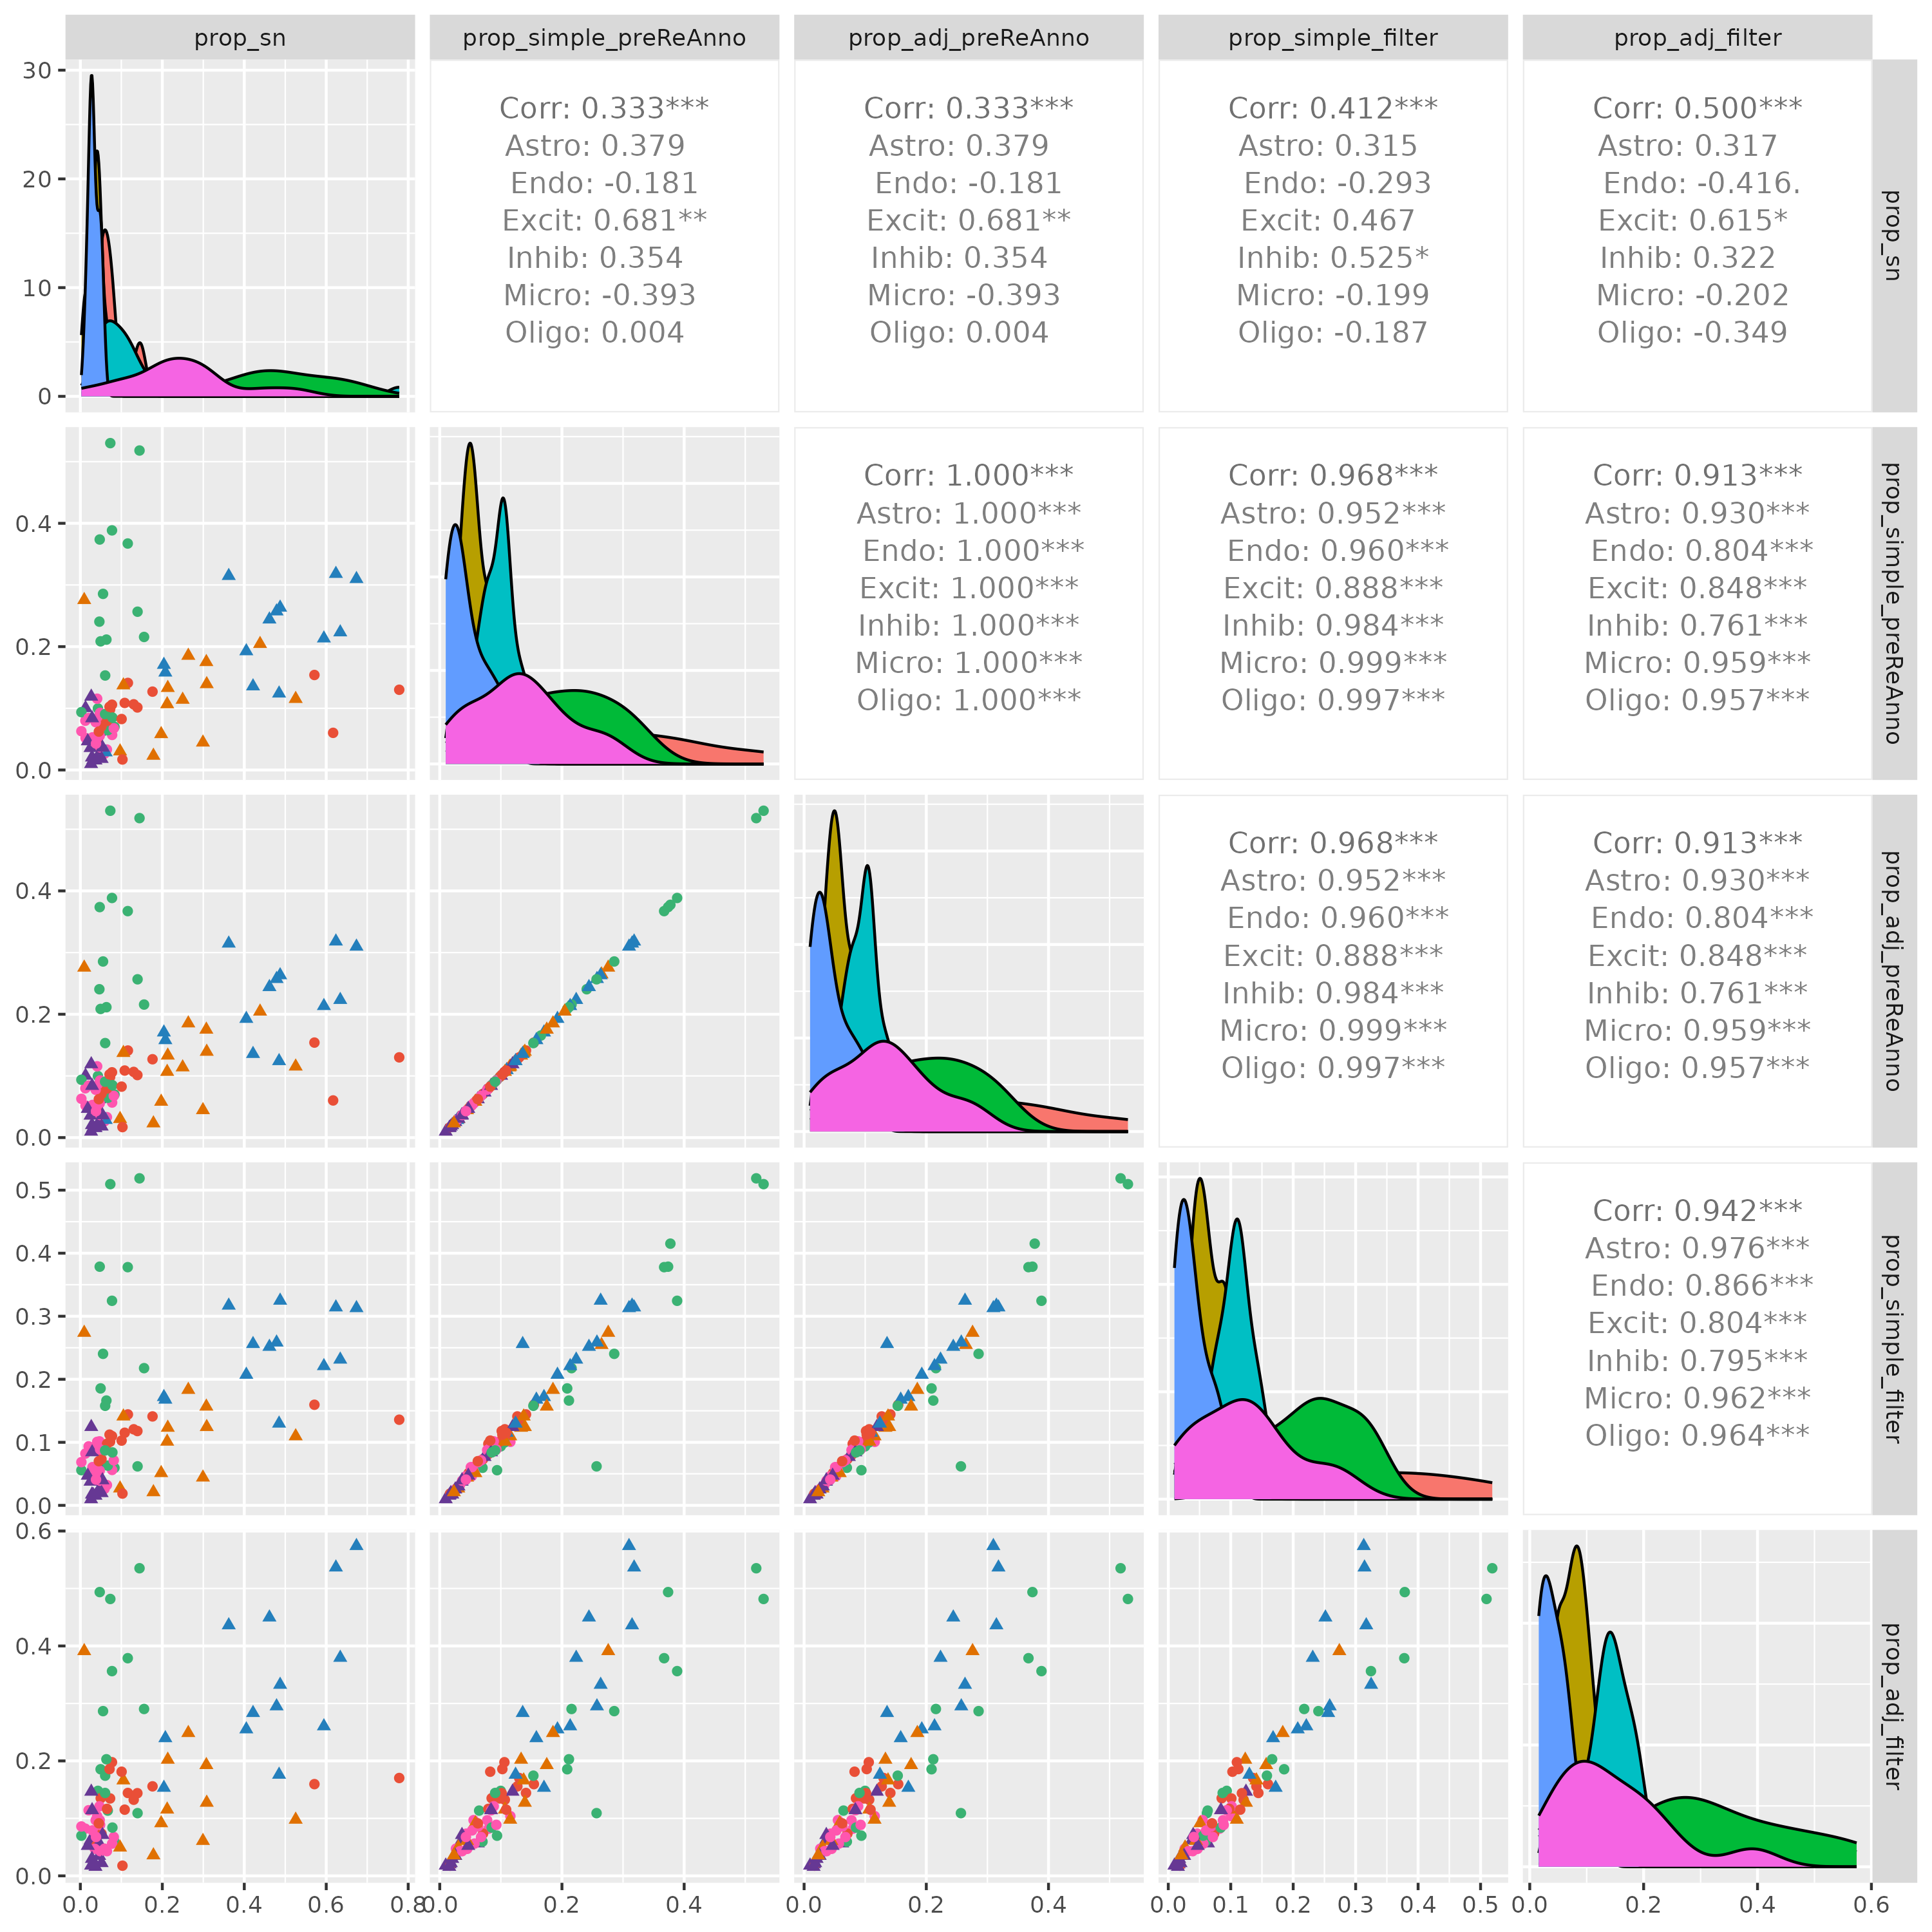 prop_sn
prop_simple_preReAnno
prop_adj_preReAnno
prop_simple_filter
prop_adj_filter
30
20
10
0
Corr: 0.333***
Astro: 0.379
Endo: -0.181
Excit: 0.681**
Inhib: 0.354
Micro: -0.393
Oligo: 0.004
Corr: 0.333***
Astro: 0.379
Endo: -0.181
Excit: 0.681**
Inhib: 0.354
Micro: -0.393
Oligo: 0.004
Corr: 0.412***
Astro: 0.315
Endo: -0.293
Excit: 0.467
Inhib: 0.525*
Micro: -0.199
Oligo: -0.187
Corr: 0.500***
Astro: 0.317
Endo: -0.416.
Excit: 0.615*
Inhib: 0.322
Micro: -0.202
Oligo: -0.349
prop_sn
0.4
0.2
0.0
Corr: 1.000***
Astro: 1.000***
Endo: 1.000***
Excit: 1.000***
Inhib: 1.000***
Micro: 1.000***
Oligo: 1.000***
Corr: 0.968***
Astro: 0.952***
Endo: 0.960***
Excit: 0.888***
Inhib: 0.984***
Micro: 0.999***
Oligo: 0.997***
Corr: 0.913***
Astro: 0.930***
Endo: 0.804***
Excit: 0.848***
Inhib: 0.761***
Micro: 0.959***
Oligo: 0.957***
prop_simple_preReAnno
0.4
0.2
0.0
Corr: 0.968***
Astro: 0.952***
Endo: 0.960***
Excit: 0.888***
Inhib: 0.984***
Micro: 0.999***
Oligo: 0.997***
Corr: 0.913***
Astro: 0.930***
Endo: 0.804***
Excit: 0.848***
Inhib: 0.761***
Micro: 0.959***
Oligo: 0.957***
prop_adj_preReAnno
0.5
0.4
0.3
0.2
0.1
0.0
Corr: 0.942***
Astro: 0.976***
Endo: 0.866***
Excit: 0.804***
Inhib: 0.795***
Micro: 0.962***
Oligo: 0.964***
prop_simple_filter
0.6
0.4
0.2
0.0
prop_adj_filter
0.0 0.2 0.4 0.6 0.8
0.0 0.2 0.4
0.0 0.2 0.4
0.0 0.1 0.2 0.3 0.4 0.5
0.0 0.2 0.4 0.6